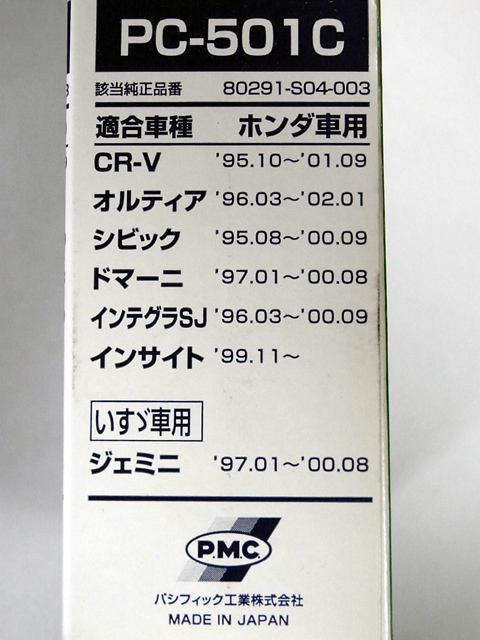 PC-501C
該当純正品番 80291-S04-003
適合車種 ホンダ車用
CR-V '95.10～'01.09
オルティア '96.03～'02.01
シビック '95.08～'00.09
ドマーニ '97.01～'00.08
インテグラSJ '96.03～'00.09
インサイト '99.11～
いすゞ車用
ジェミニ '97.01～'00.08
P.M.C.
パシフィック工業株式会社
MADE IN JAPAN